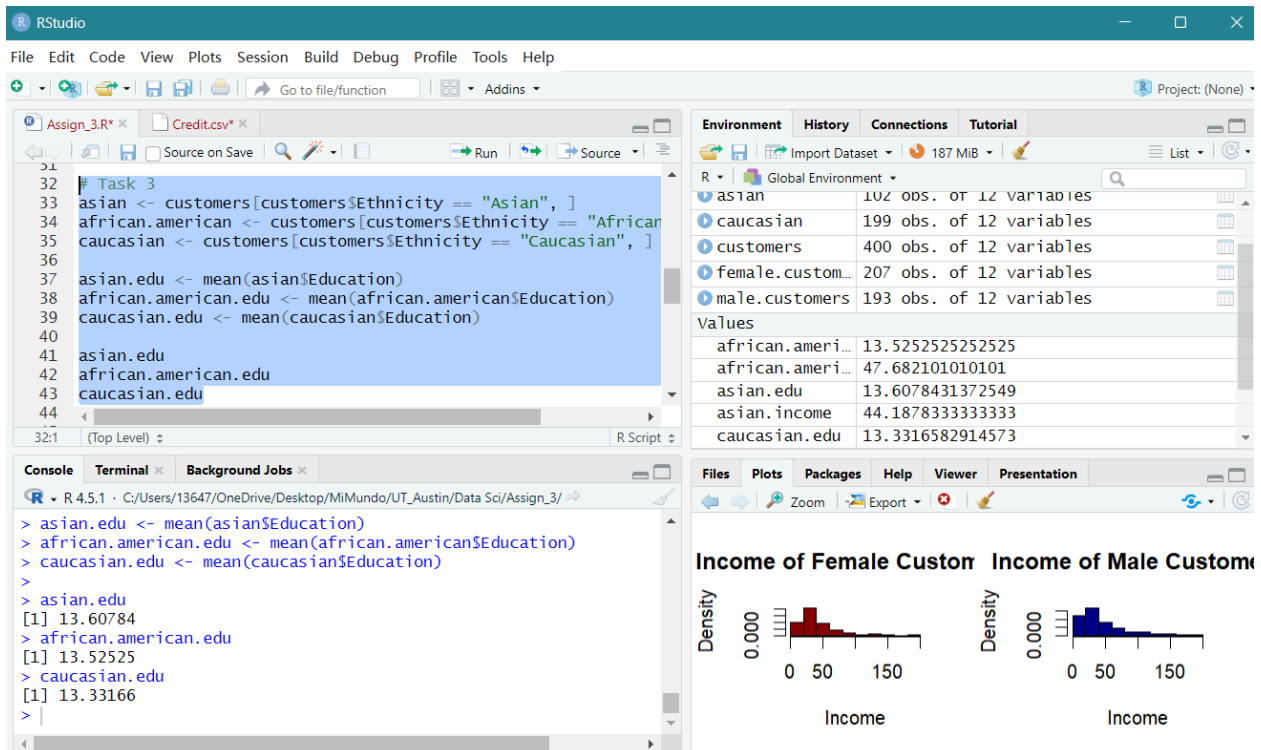 RStudio
File Edit Code View Plots Session Build Debug Profile Tools Help
Go to file/function Addins Project: (None)
Assign_3.R* Credit.csv*
Source on Save Run Source
31
32 # Task 3
33 asian <- customers[customers$Ethnicity == "Asian", ]
34 african.american <- customers[customers$Ethnicity == "African
35 caucasian <- customers[customers$Ethnicity == "Caucasian", ]
36
37 asian.edu <- mean(asian$Education)
38 african.american.edu <- mean(african.american$Education)
39 caucasian.edu <- mean(caucasian$Education)
40
41 asian.edu
42 african.american.edu
43 caucasian.edu
44
32:1 (Top Level) R Script
Console Terminal Background Jobs
R 4.5.1 · C:/Users/13647/OneDrive/Desktop/MiMundo/UT_Austin/Data Sci/Assign_3/
> asian.edu <- mean(asian$Education)
> african.american.edu <- mean(african.american$Education)
> caucasian.edu <- mean(caucasian$Education)
>
> asian.edu
[1] 13.60784
> african.american.edu
[1] 13.52525
> caucasian.edu
[1] 13.33166
>
Environment History Connections Tutorial
Import Dataset 187 MiB List
R Global Environment
asian 102 obs. of 12 variables
caucasian 199 obs. of 12 variables
customers 400 obs. of 12 variables
female.custom… 207 obs. of 12 variables
male.customers 193 obs. of 12 variables
Values
african.ameri… 13.5252525252525
african.ameri… 47.682101010101
asian.edu 13.6078431372549
asian.income 44.1878333333333
caucasian.edu 13.3316582914573
Files Plots Packages Help Viewer Presentation
Zoom Export
Income of Female Custom
Density
0.000
0 50 150
Income
Income of Male Custome
Density
0.000
0 50 150
Income